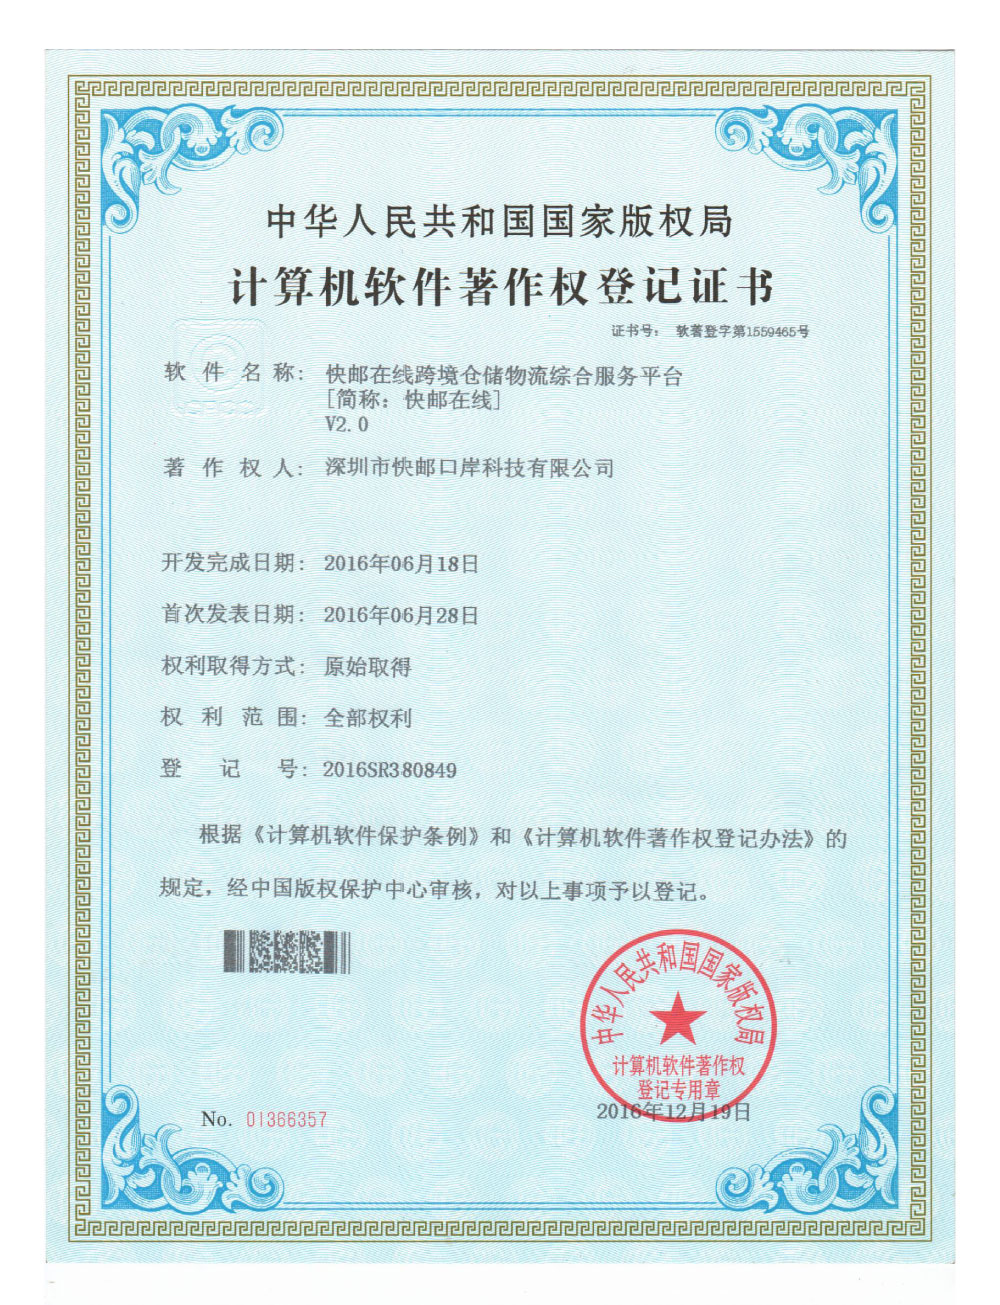 中华人民共和国国家版权局
计算机软件著作权登记证书
证书号： 软著登字第1559465号
软件名称： 快邮在线跨境仓储物流综合服务平台
[简称：快邮在线]
V2.0
著作权人： 深圳市快邮口岸科技有限公司
开发完成日期： 2016年06月18日
首次发表日期： 2016年06月28日
权利取得方式： 原始取得
权利范围： 全部权利
登记号： 2016SR380849
根据《计算机软件保护条例》和《计算机软件著作权登记办法》的
规定，经中国版权保护中心审核，对以上事项予以登记。
中华人民共和国国家版权局
计算机软件著作权
登记专用章
2016年12月19日
No. 01366357
CPCC